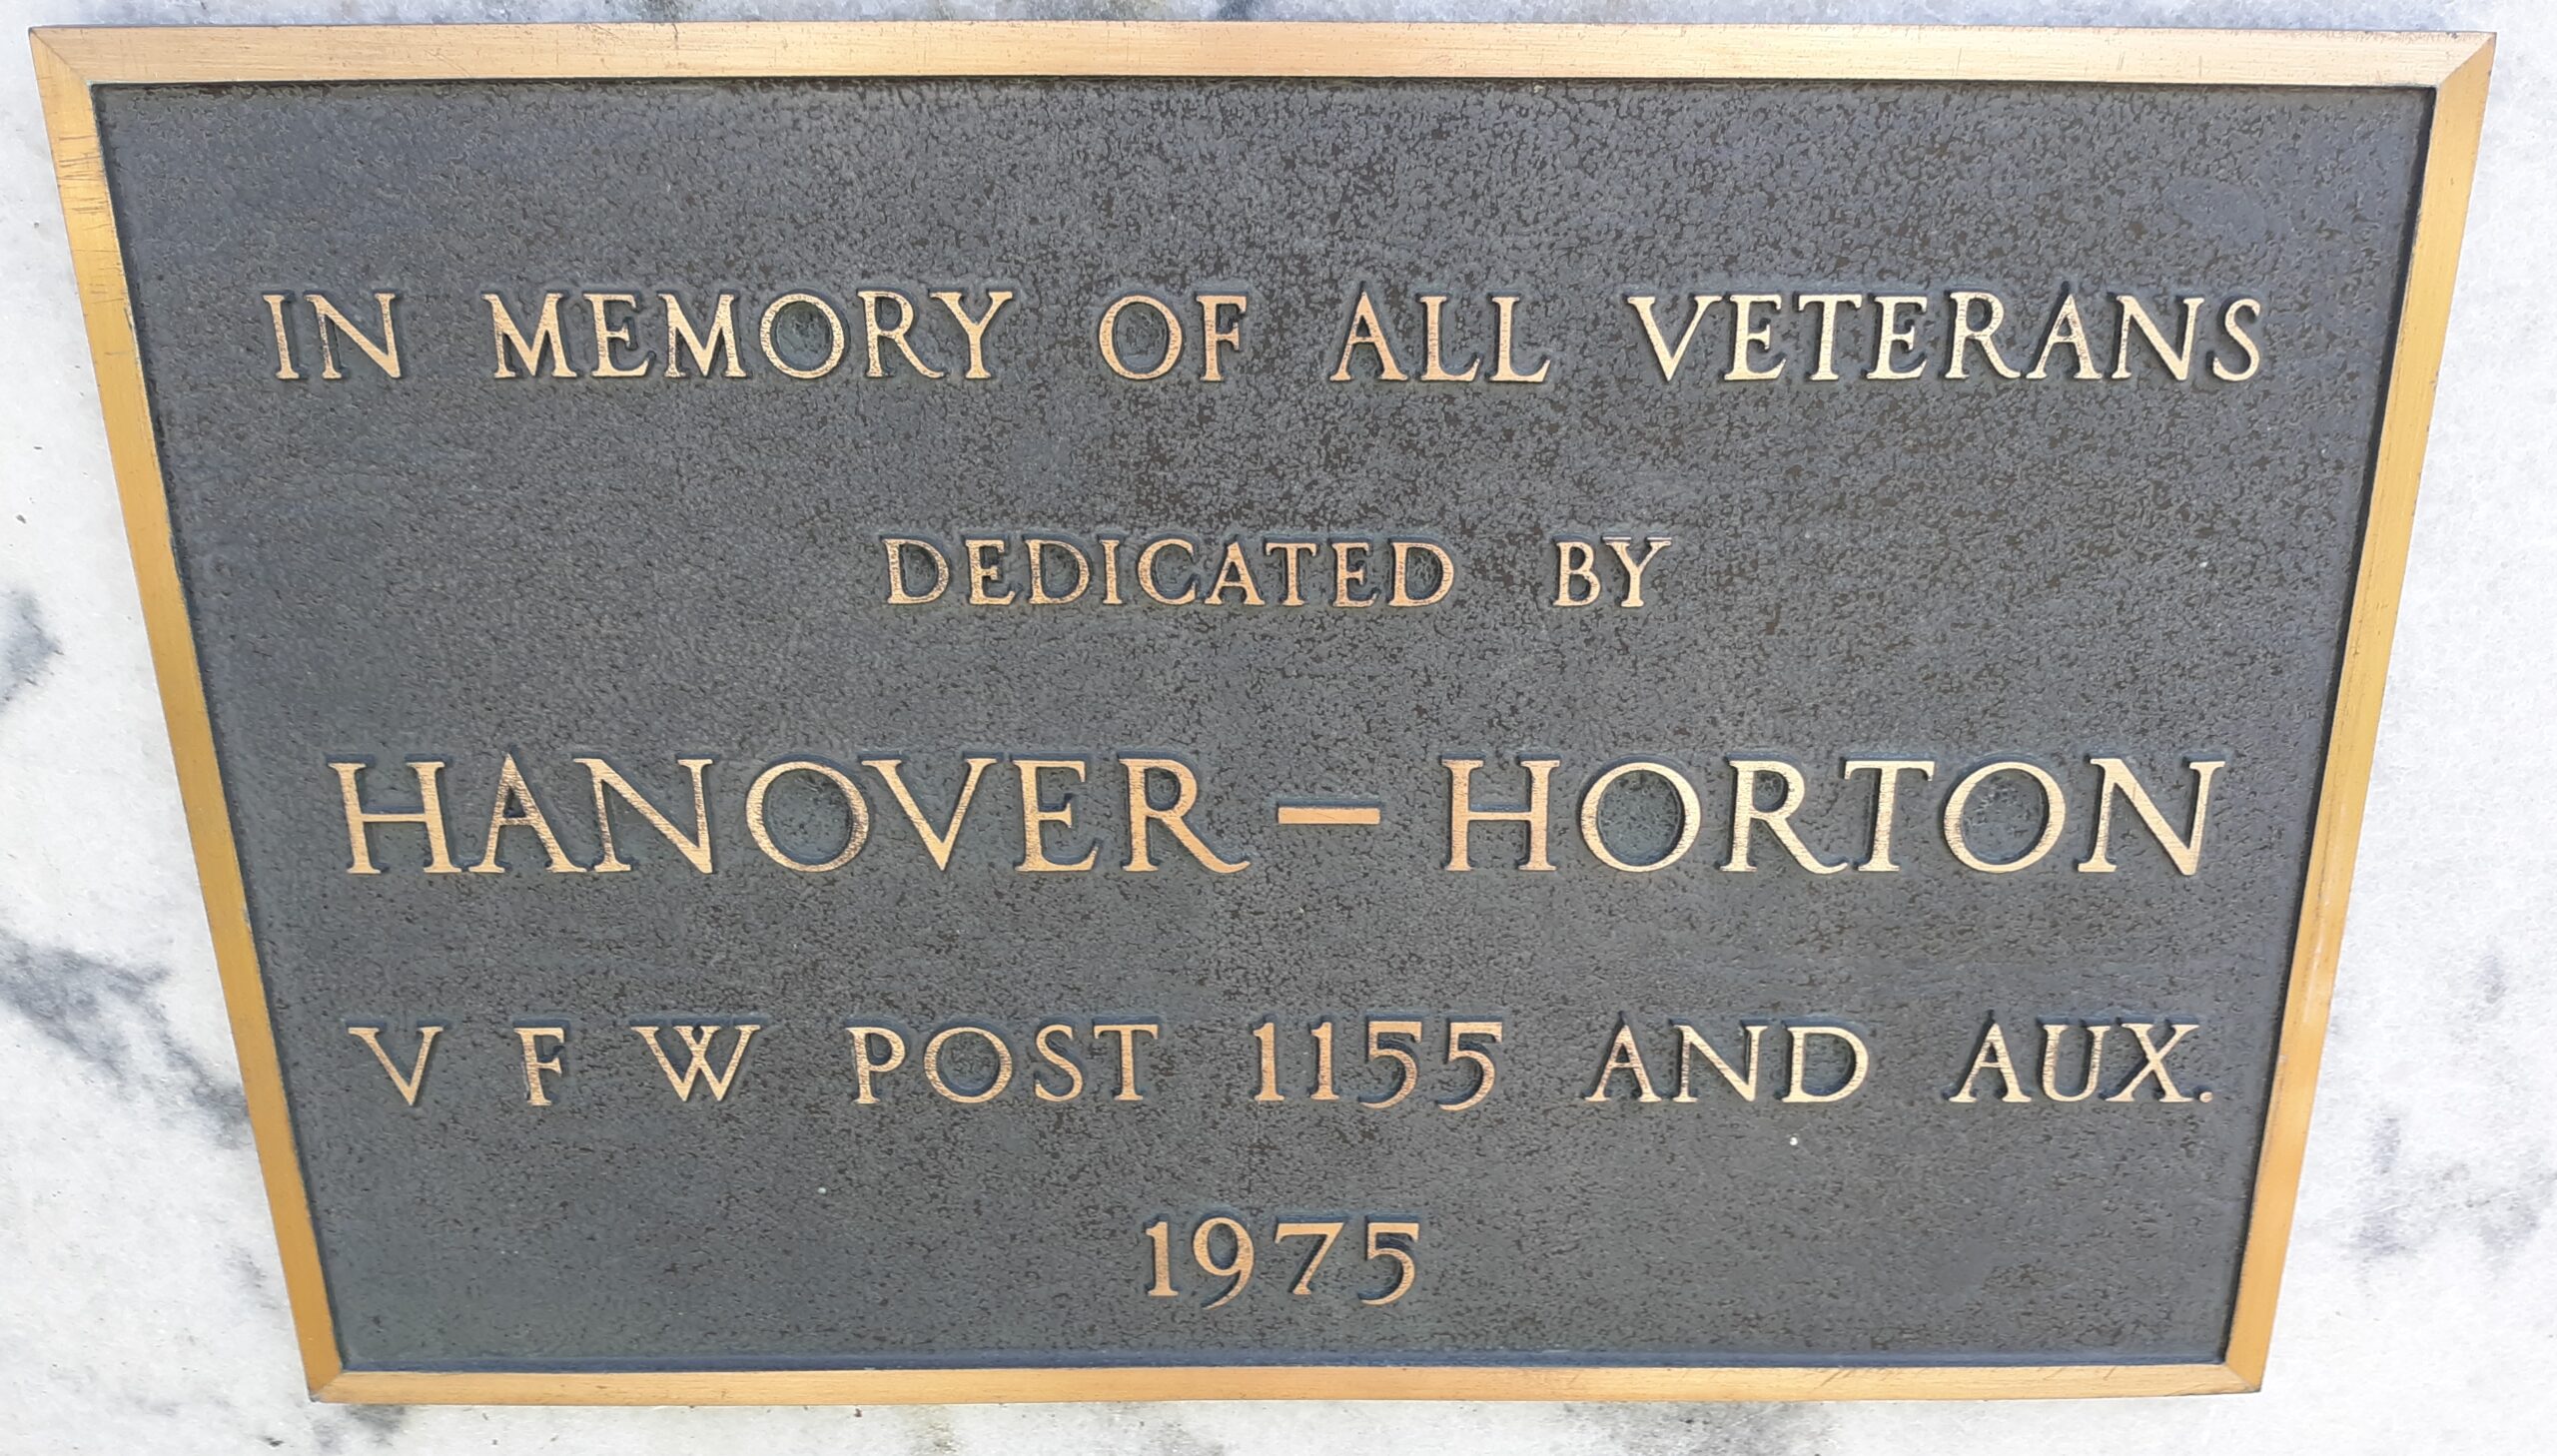 IN MEMORY OF ALL VETERANS
DEDICATED BY
HANOVER – HORTON
V F W POST 1155 AND AUX.
1975